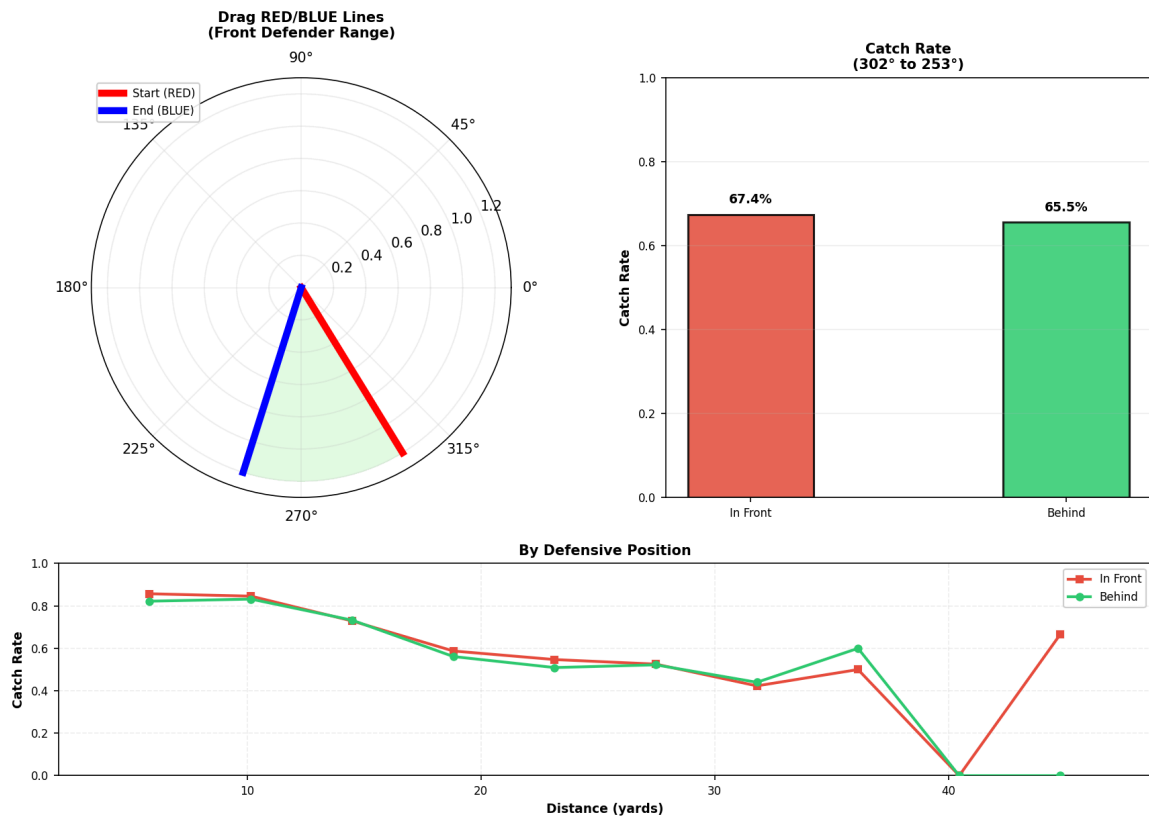 Drag RED/BLUE Lines
(Front Defender Range)
90°
Start (RED)
End (BLUE)
135°
45°
1.2
1.0
0.8
0.6
0.4
0.2
180°
0°
225°
315°
270°
Catch Rate
(302° to 253°)
1.0
0.8
0.6
0.4
0.2
0.0
Catch Rate
67.4%
65.5%
In Front
Behind
By Defensive Position
1.0
0.8
0.6
0.4
0.2
0.0
Catch Rate
In Front
Behind
10
20
30
40
Distance (yards)